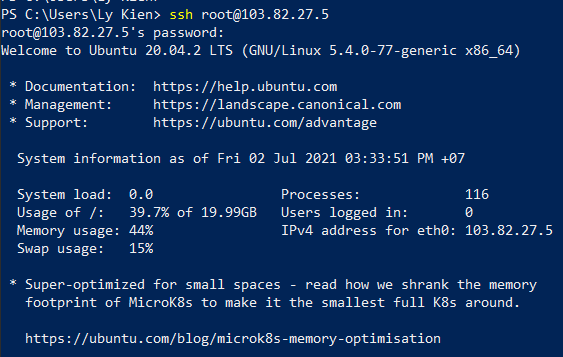 PS C:\Users\Ly Kien> ssh root@103.82.27.5
root@103.82.27.5's password:
Welcome to Ubuntu 20.04.2 LTS (GNU/Linux 5.4.0-77-generic x86_64)
* Documentation:  https://help.ubuntu.com
* Management:     https://landscape.canonical.com
* Support:        https://ubuntu.com/advantage
System information as of Fri 02 Jul 2021 03:33:51 PM +07
System load:  0.0                Processes:             116
Usage of /:   39.7% of 19.99GB   Users logged in:       0
Memory usage: 44%                IPv4 address for eth0: 103.82.27.5
Swap usage:   15%
* Super-optimized for small spaces - read how we shrank the memory
footprint of MicroK8s to make it the smallest full K8s around.
https://ubuntu.com/blog/microk8s-memory-optimisation